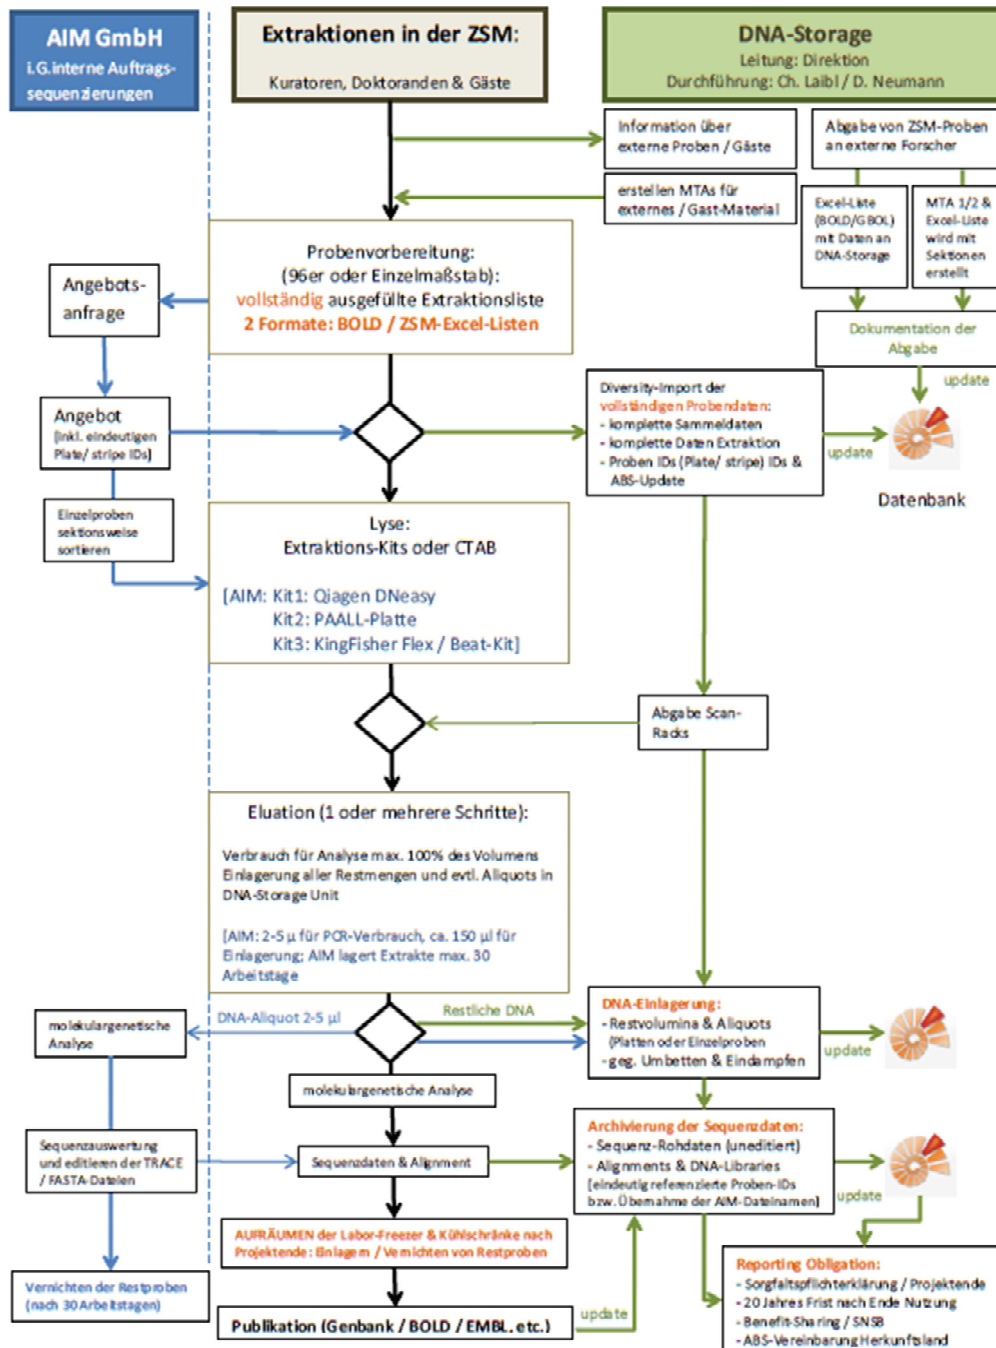 AIM GmbH
i.G.interne Auftrags-
sequenzierungen
Extraktionen in der ZSM:
Kuratoren, Doktoranden & Gäste
DNA-Storage
Leitung: Direktion
Durchführung: Ch. Laibl / D. Neumann
Information über
externe Proben / Gäste
Abgabe von ZSM-Proben
an externe Forscher
erstellen MTAs für
externes / Gast-Material
Excel-Liste
(BOLD/GBOL)
mit Daten an
DNA-Storage
MTA 1/2 &
Excel-Liste
wird mit
Sektionen
erstellt
Probenvorbereitung:
(96er oder Einzelmaßstab):
vollständig ausgefüllte Extraktionsliste
2 Formate: BOLD / ZSM-Excel-Listen
Angebots-
anfrage
Dokumentation der
Abgabe
update
Angebot
(inkl. eindeutigen
Plate/ stripe IDs)
Diversity-Import der
vollständigen Probendaten:
- komplette Sammeldaten
- komplette Daten Extraktion
- Proben IDs (Plate/ stripe) IDs &
ABS-Update
update
Datenbank
Einzelproben
sektionsweise
sortieren
Lyse:
Extraktions-Kits oder CTAB
[AIM: Kit1: Qiagen DNeasy
Kit2: PAALL-Platte
Kit3: KingFisher Flex / Beat-Kit]
Abgabe Scan-
Racks
Eluation (1 oder mehrere Schritte):
Verbrauch für Analyse max. 100% des Volumens
Einlagerung aller Restmengen und evtl. Aliquots in
DNA-Storage Unit
[AIM: 2-5 µ für PCR-Verbrauch, ca. 150 µl für
Einlagerung; AIM lagert Extrakte max. 30
Arbeitstage
DNA-Aliquot 2-5 µl
Restliche DNA
molekulargenetische
Analyse
DNA-Einlagerung:
- Restvolumina & Aliquots
(Platten oder Einzelproben
- geg. Umbetten & Eindampfen
update
molekulargenetische Analyse
Sequenzauswertung
und editieren der TRACE
/ FASTA-Dateien
Sequenzdaten & Alignment
Archivierung der Sequenzdaten:
- Sequenz-Rohdaten (uneditiert)
- Alignments & DNA-Libraries
(eindeutig referenzierte Proben-IDs
bzw. Übernahme der AIM-Dateinamen)
update
AUFRÄUMEN der Labor-Freezer & Kühlschränke nach
Projektende: Einlagern / Vernichten von Restproben
Vernichten der Restproben
(nach 30 Arbeitstagen)
Publikation (Genbank / BOLD / EMBL. etc.)
update
Reporting Obligation:
- Sorgfaltspflichterklärung / Projektende
- 20 Jahres Frist nach Ende Nutzung
- Benefit-Sharing / SNSB
- ABS-Vereinbarung Herkunftsland